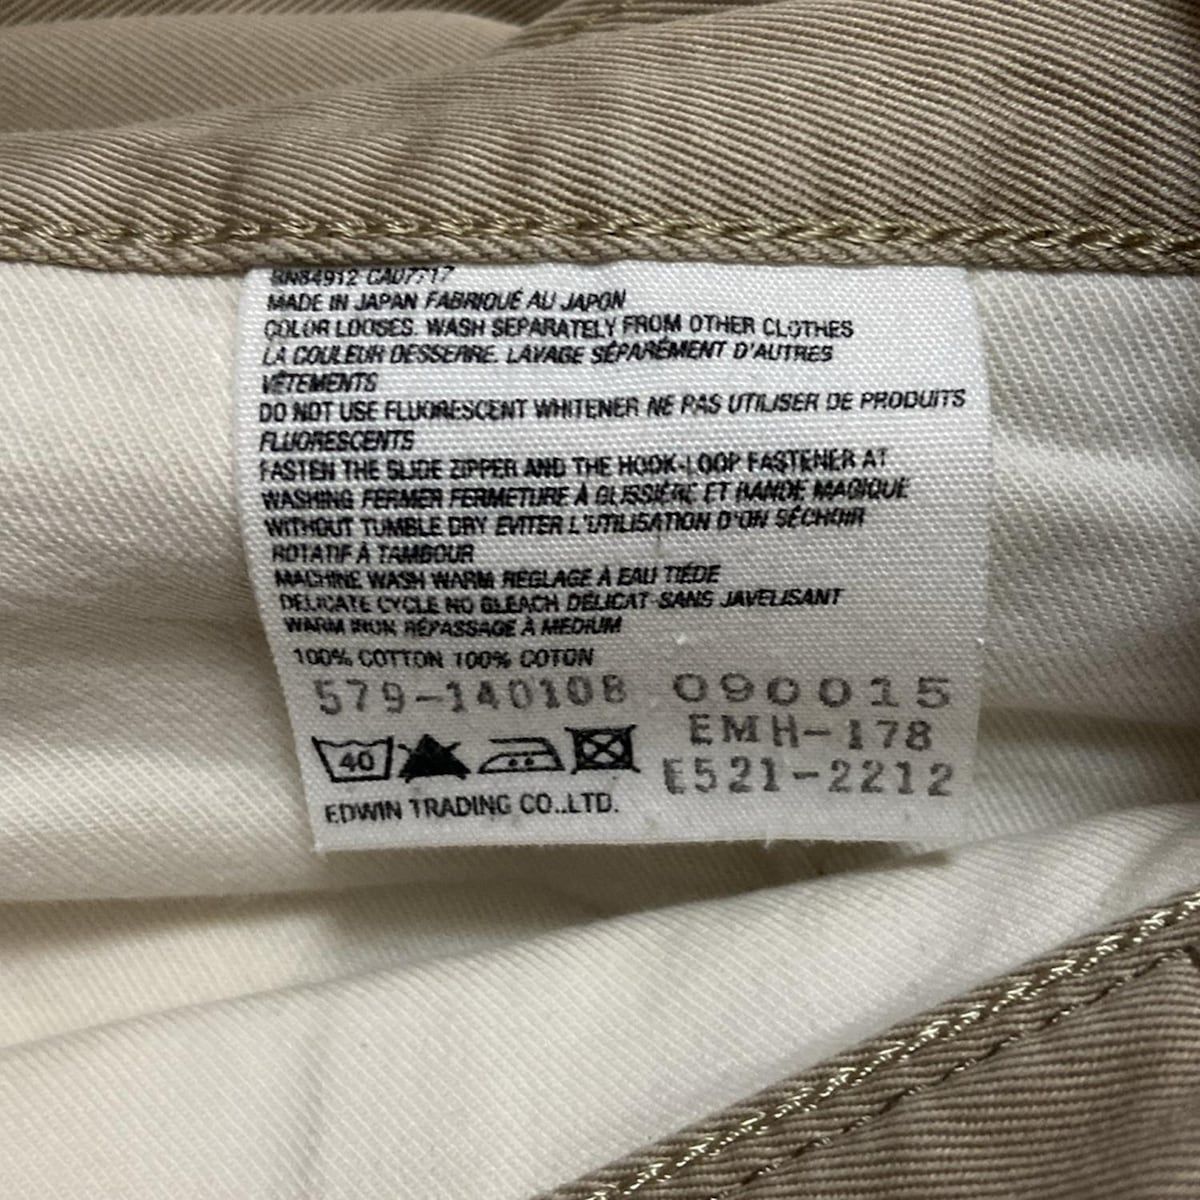 RN84912 CA07717
MADE IN JAPAN FABRIQUÉ AU JAPON
COLOR LOOSES. WASH SEPARATELY FROM OTHER CLOTHES
LA COULEUR DESSERRE. LAVAGE SÉPARÉMENT D'AUTRES
VÊTEMENTS
DO NOT USE FLUORESCENT WHITENER NE PAS UTILISER DE PRODUITS
FLUORESCENTS
FASTEN THE SLIDE ZIPPER AND THE HOOK-LOOP FASTENER AT
WASHING FERMER FERMETURE À GLISSIÈRE ET BANDE MAGIQUE
WITHOUT TUMBLE DRY EVITER L'UTILISATION D'ON SÉCHOIR
ROTATIF À TAMBOUR
MACHINE WASH WARM REGLAGE À EAU TIÉDE
DELICATE CYCLE NO BLEACH DÉLICAT-SANS JAVELISANT
WARM IRON RÉPASSAGE À MEDIUM
100% COTTON 100% COTON
579-140108 090015
EMH-178
40
E521-2212
EDWIN TRADING CO.,LTD.